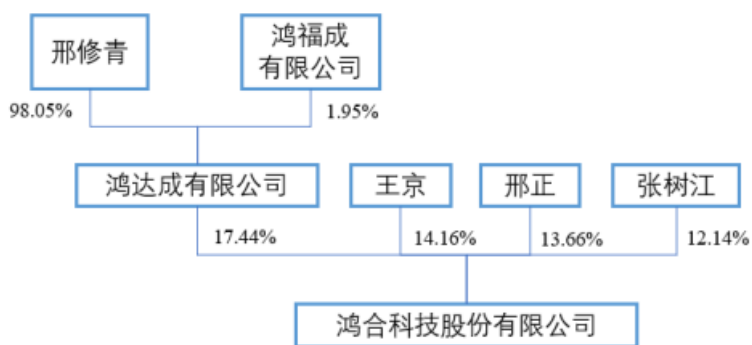 邢修青
鸿福成
有限公司
98.05%
1.95%
鸿达成有限公司
王京
邢正
张树江
17.44%
14.16%
13.66%
12.14%
鸿合科技股份有限公司